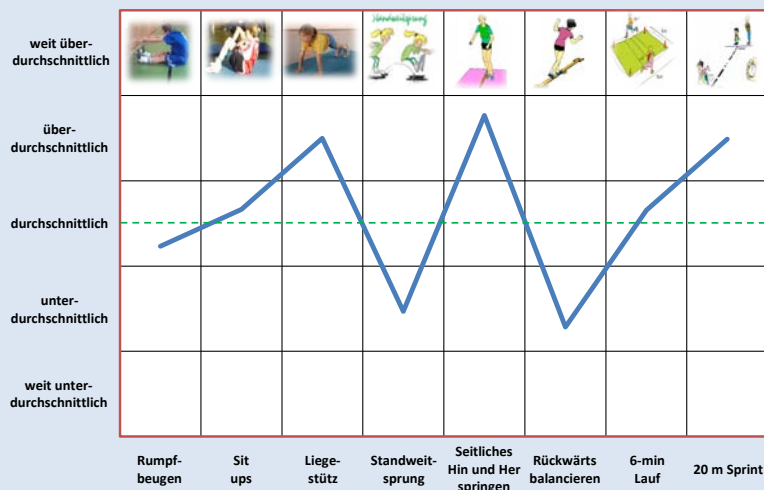 weit über-
durchschnittlich
Standweitsprung
über-
durchschnittlich
durchschnittlich
unter-
durchschnittlich
weit unter-
durchschnittlich
Rumpf-
beugen
Sit
ups
Liege-
stütz
Standweit-
sprung
Seitliches
Hin und Her
springen
Rückwärts
balancieren
6-min
Lauf
20 m Sprint